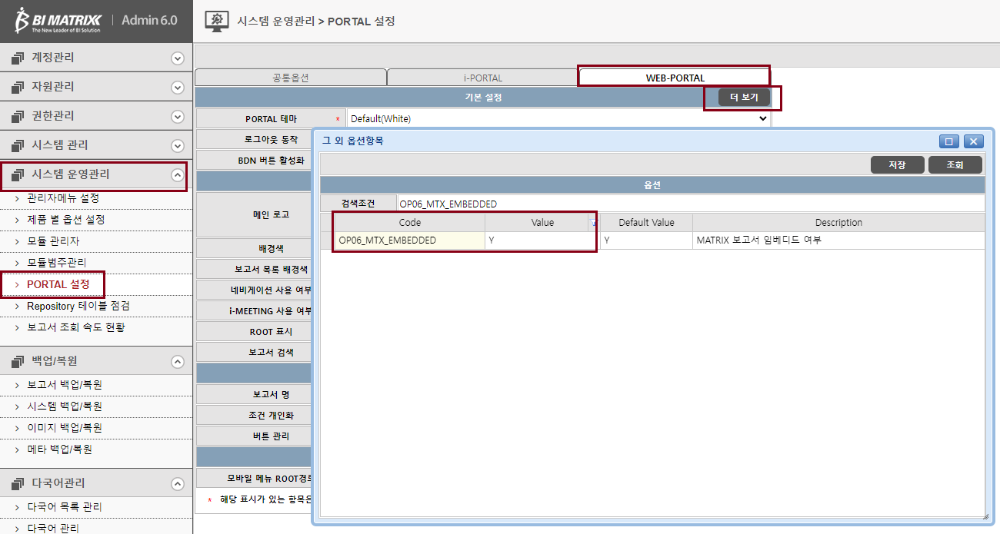 BI MATRIX
The New Leader of BI Solution
Admin 6.0
시스템 운영관리 > PORTAL 설정
계정관리
자원관리
권한관리
시스템 관리
시스템 운영관리
관리자메뉴 설정
제품 별 옵션 설정
모듈 관리자
모듈범주관리
PORTAL 설정
Repository 테이블 점검
보고서 조회 속도 현황
백업/복원
보고서 백업/복원
시스템 백업/복원
이미지 백업/복원
메타 백업/복원
다국어관리
다국어 목록 관리
다국어 관리
공통옵션 i-PORTAL WEB-PORTAL
기본 설정 더 보기
PORTAL 테마 * Default(White)
로그아웃 동작
BDN 버튼 활성화
메인 로고
배경색
보고서 목록 배경색
네비게이션 사용 여부
i-MEETING 사용 여부
ROOT 표시
보고서 검색
보고서 명
조건 개인화
버튼 관리
모바일 메뉴 ROOT경로
* 해당 표시가 있는 항목은
그 외 옵션항목
저장 조회
옵션
검색조건 OP06_MTX_EMBEDDED
Code Value Default Value Description
OP06_MTX_EMBEDDED Y Y MATRIX 보고서 임베디드 여부